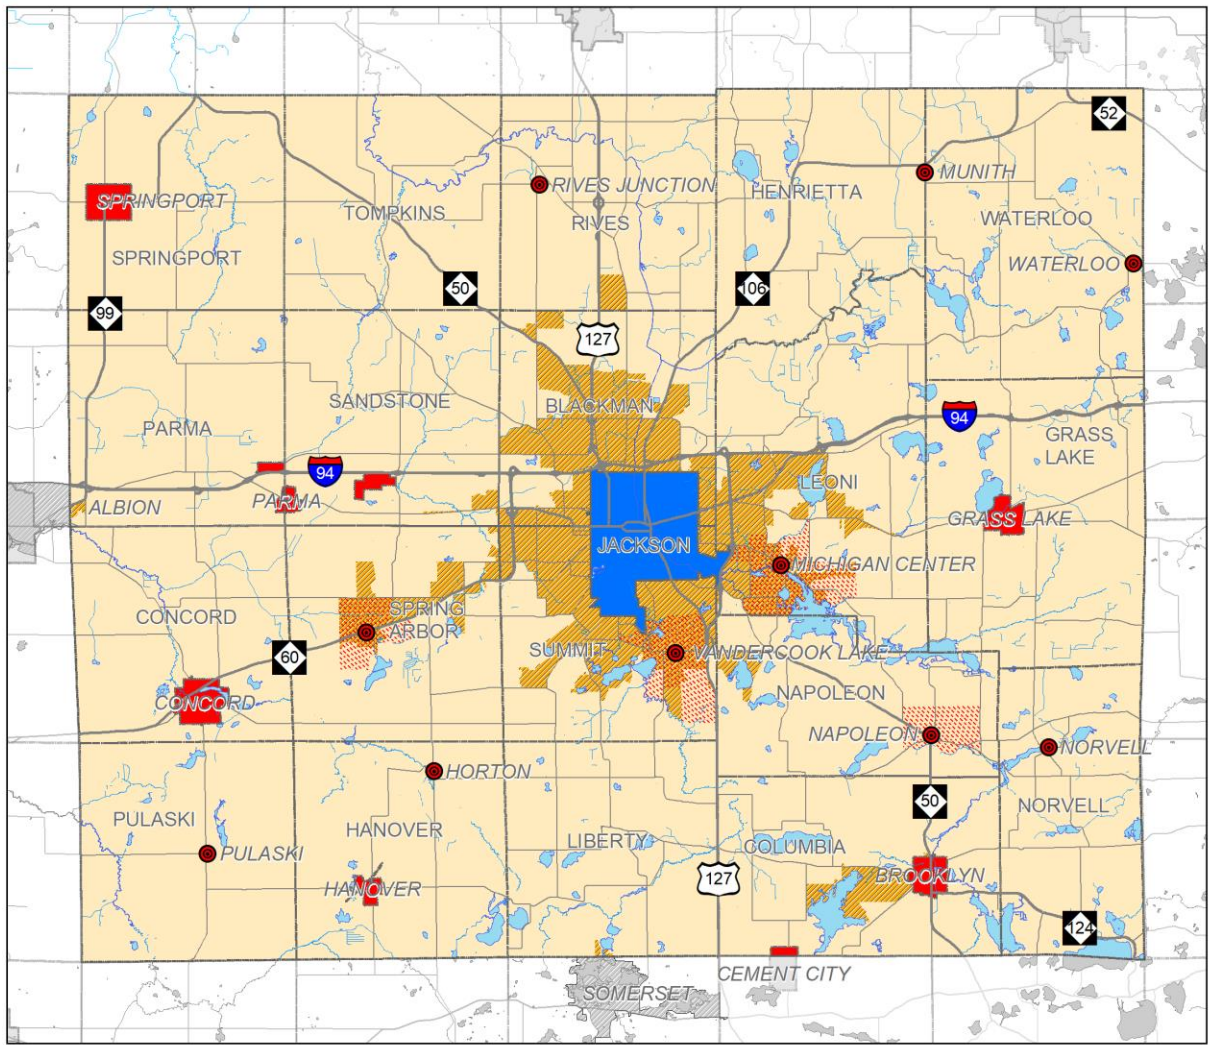 52
MUNITH
SPRINGPORT
RIVES JUNCTION
HENRIETTA
TOMPKINS
RIVES
WATERLOO
SPRINGPORT
WATERLOO
50
106
99
127
SANDSTONE
BLACKMAN
94
PARMA
GRASS
LAKE
94
LEONI
ALBION
PARMA
GRASS LAKE
JACKSON
MICHIGAN CENTER
CONCORD
SPRING
ARBOR
SUMMIT
VANDERCOOK LAKE
60
NAPOLEON
CONCORD
NAPOLEON
NORVELL
HORTON
50
NORVELL
PULASKI
HANOVER
LIBERTY
COLUMBIA
PULASKI
127
BROOKLYN
HANOVER
124
CEMENT CITY
SOMERSET